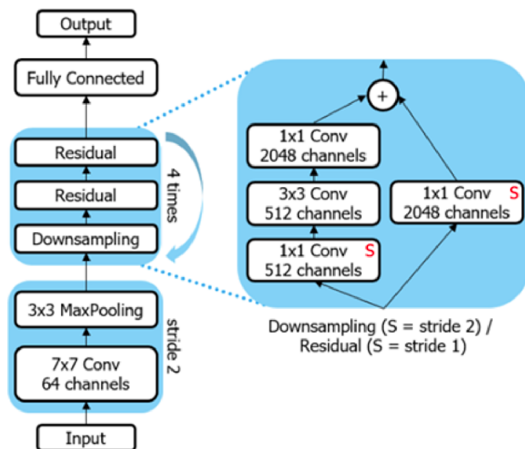 Output
Fully Connected
Residual
Residual
Downsampling
4 times
3x3 MaxPooling
7x7 Conv
64 channels
stride 2
Input
+
1x1 Conv
2048 channels
3x3 Conv
512 channels
1x1 Conv S
512 channels
1x1 Conv S
2048 channels
Downsampling (S = stride 2) /
Residual (S = stride 1)